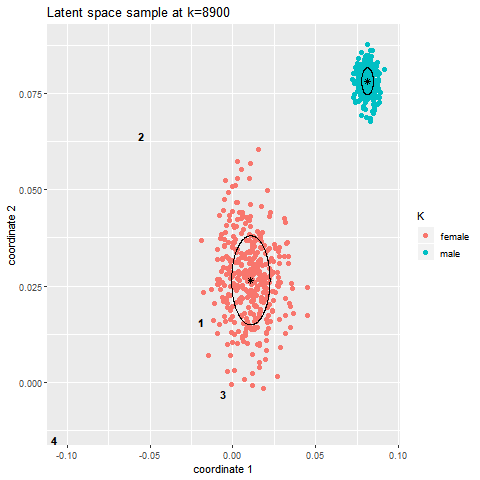 Latent space sample at k=8900
coordinate 2
0.075
0.050
0.025
0.000
2
1
3
4
-0.10
-0.05
0.00
0.05
0.10
coordinate 1
K
female
male